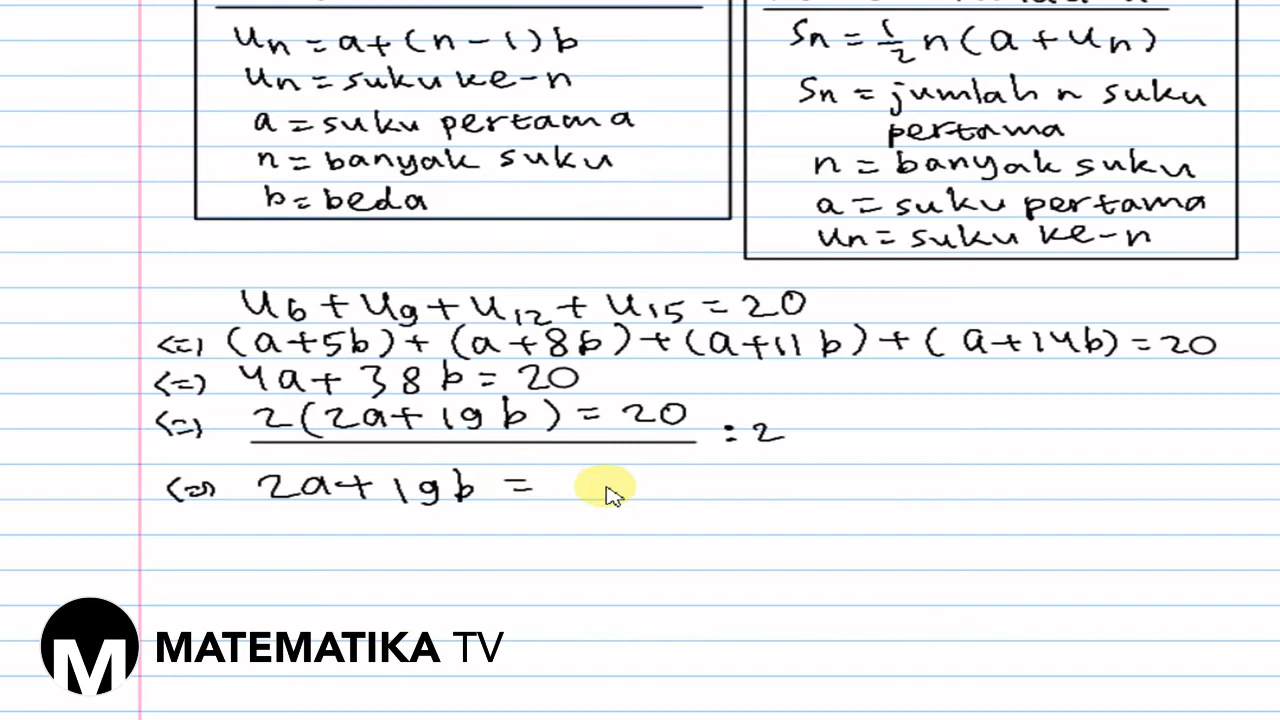 Un = a + (n - 1) b
Un = suku ke-n
a = suku pertama
n = banyak suku
b = beda
Sn = 1/2 n (a + Un)
Sn = jumlah n suku
pertama
n = banyak suku
a = suku pertama
Un = suku ke-n
U6 + U9 + U12 + U15 = 20
<=> (a+5b) + (a+8b) + (a+11b) + (a+14b) = 20
<=> 4a + 38b = 20
<=> 2(2a+19b) = 20 : 2
<=> 2a + 19b =
M MATEMATIKA TV